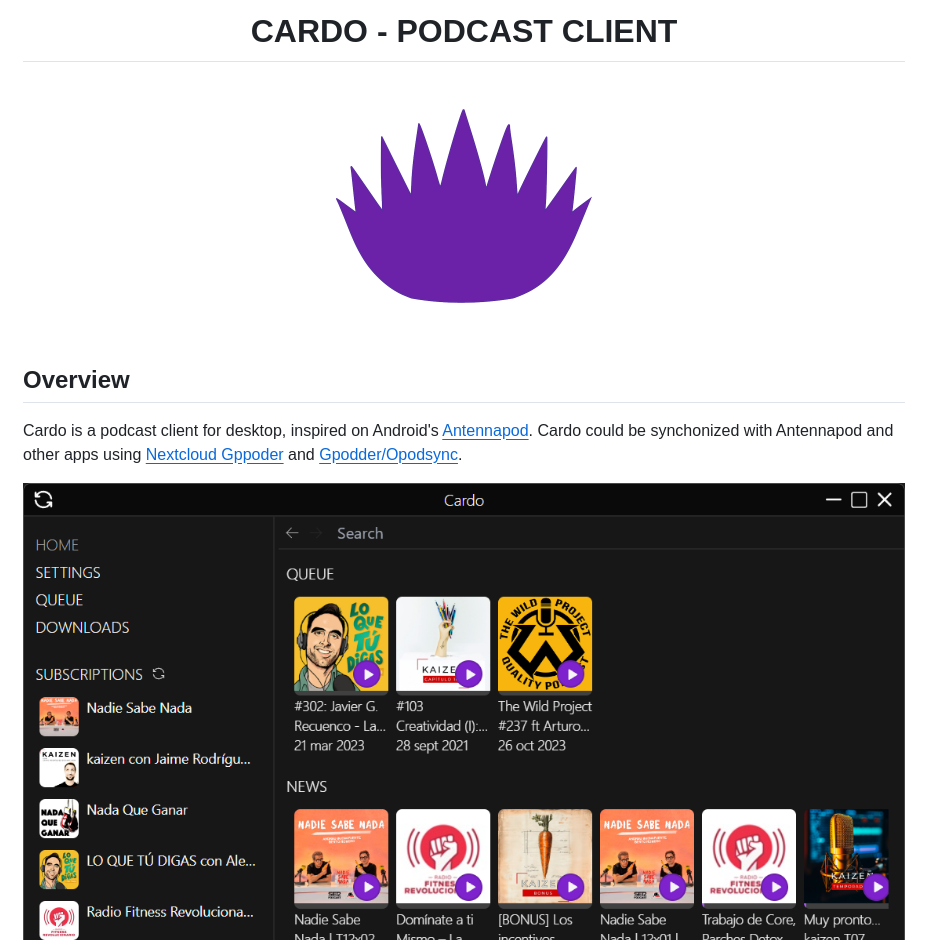 CARDO - PODCAST CLIENT
Overview
Cardo is a podcast client for desktop, inspired on Android's Antennapod. Cardo could be synchonized with Antennapod and
other apps using Nextcloud Gppoder and Gpodder/Opodsync.
Cardo
Search
HOME
SETTINGS
QUEUE
DOWNLOADS
SUBSCRIPTIONS
Nadie Sabe Nada
KAIZEN
kaizen con Jaime Rodrígu...
NADA
QUE
GANAR
Nada Que Ganar
LO QUE TÚ DIGAS con Ale...
Radio Fitness Revoluciona...
QUEUE
LO
QUE
TÚ
DIGAS
THE WILD PROJECT
#302: Javier G.
Recuenco - La...
21 mar 2023
#103
Creatividad (I):...
28 sept 2021
The Wild Project
#237 ft Arturo...
26 oct 2023
NEWS
NADIE SABE NADA
RADIO
FITNESS
BONUS
NADIE SABE NADA
RADIO
FITNESS
KAIZEN
Nadie Sabe
Nada | T12x02
Domínate a ti
Mismo – La
[BONUS] Los
incentivos
Nadie Sabe
Nada | 12x01 |
Trabajo de Core,
Parches Detox
Muy pronto...
kaizen T07